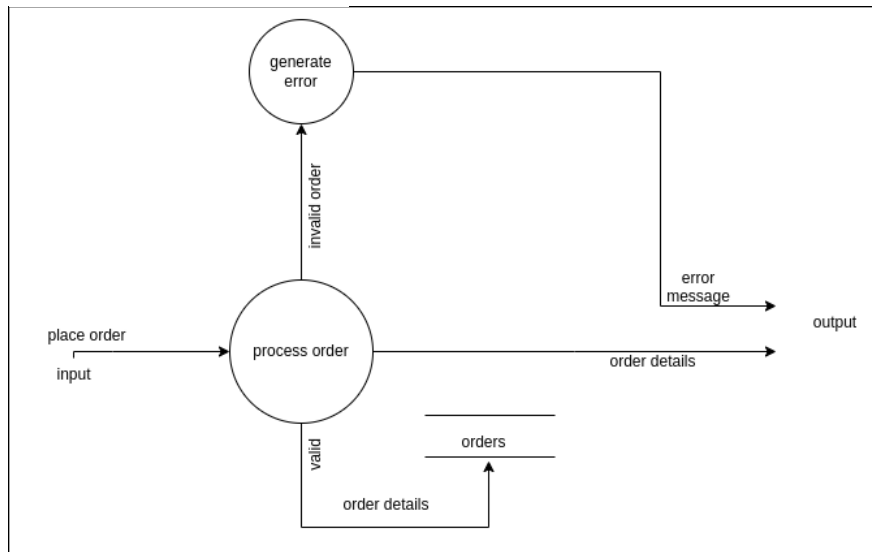 generate
error
invalid order
error
message
place order
output
process order
order details
input
orders
valid
order details